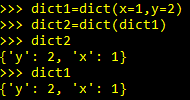 >>> dict1=dict(x=1,y=2)
>>> dict2=dict(dict1)
>>> dict2
{'y': 2, 'x': 1}
>>> dict1
{'y': 2, 'x': 1}